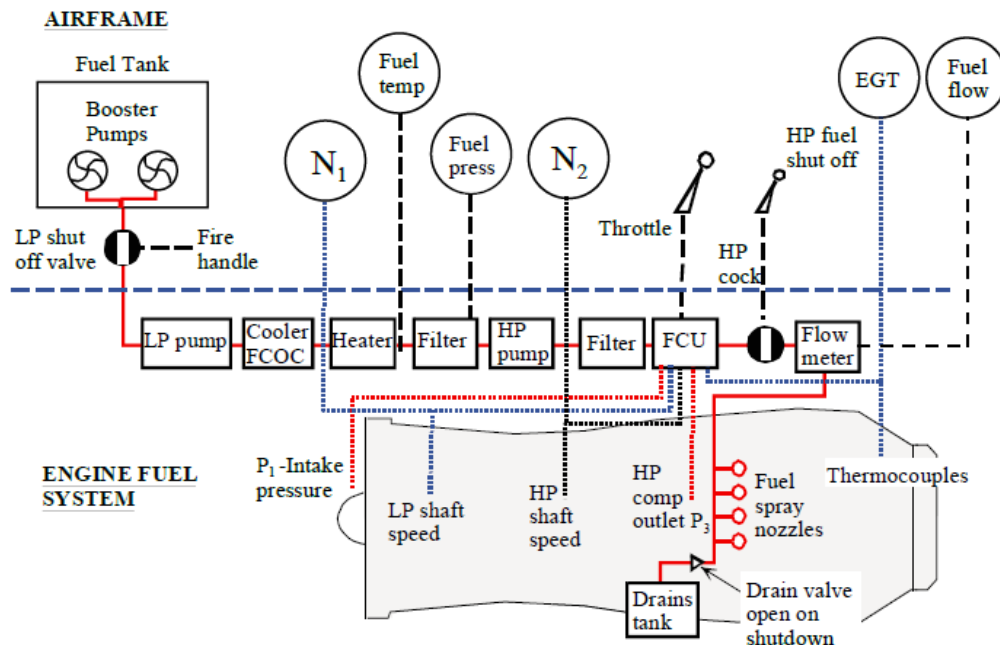 AIRFRAME
Fuel Tank
Booster
Pumps
LP shut
off valve
Fire
handle
N1
Fuel
temp
Fuel
press
N2
Throttle
HP fuel
shut off
HP
cock
EGT
Fuel
flow
LP pump
Cooler
FCOC
Heater
Filter
HP
pump
Filter
FCU
Flow
meter
ENGINE FUEL
SYSTEM
P1 -Intake
pressure
LP shaft
speed
HP
shaft
speed
HP
comp
outlet P3
Fuel
spray
nozzles
Thermocouples
Drains
tank
Drain valve
open on
shutdown